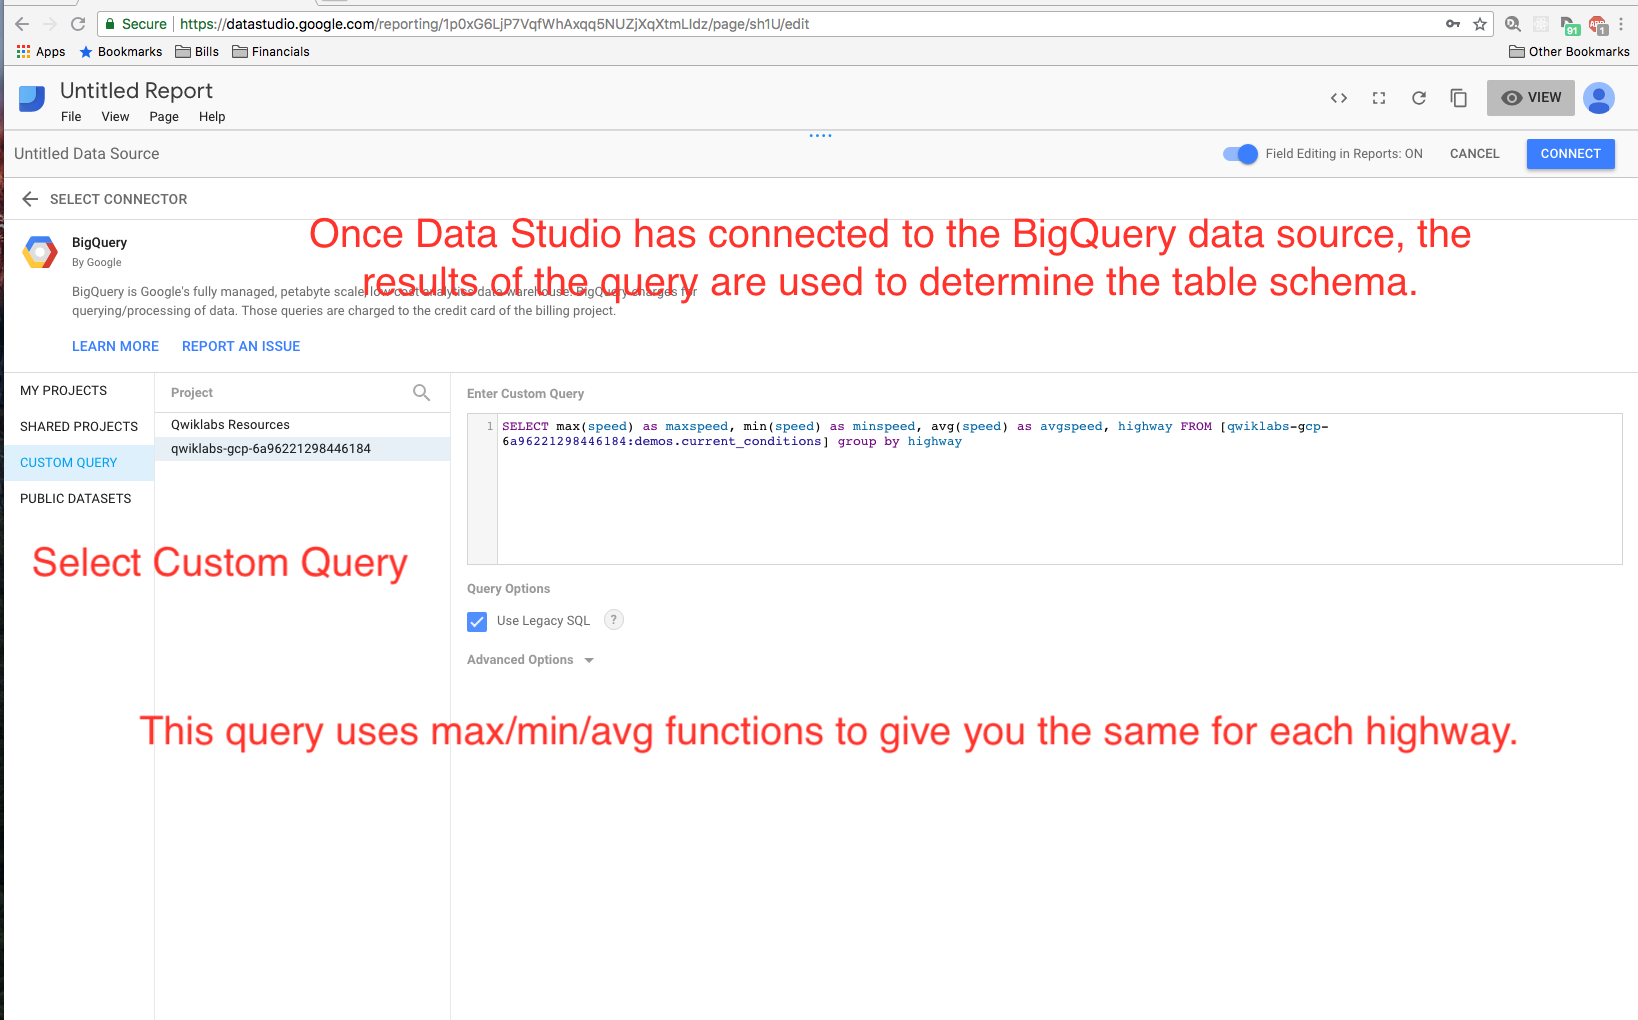 Secure https://datastudio.google.com/reporting/1p0xG6LjP7VqfWhAxqq5NUZjXqXtmLIdz/page/sh1U/edit
91
1
Apps Bookmarks Bills Financials Other Bookmarks
Untitled Report
File View Page Help
VIEW
Untitled Data Source
Field Editing in Reports: ON CANCEL CONNECT
SELECT CONNECTOR
Once Data Studio has connected to the BigQuery data source, the
results of the query are used to determine the table schema.
BigQuery
By Google
BigQuery is Google's fully managed, petabyte scale, low cost analytics data warehouse. BigQuery charges for
querying/processing of data. Those queries are charged to the credit card of the billing project.
LEARN MORE REPORT AN ISSUE
MY PROJECTS
SHARED PROJECTS
CUSTOM QUERY
PUBLIC DATASETS
Project
Qwiklabs Resources
qwiklabs-gcp-6a96221298446184
Enter Custom Query
1 SELECT max(speed) as maxspeed, min(speed) as minspeed, avg(speed) as avgspeed, highway FROM [qwiklabs-gcp-
6a96221298446184:demos.current_conditions] group by highway
Select Custom Query
Query Options
Use Legacy SQL ?
Advanced Options
This query uses max/min/avg functions to give you the same for each highway.